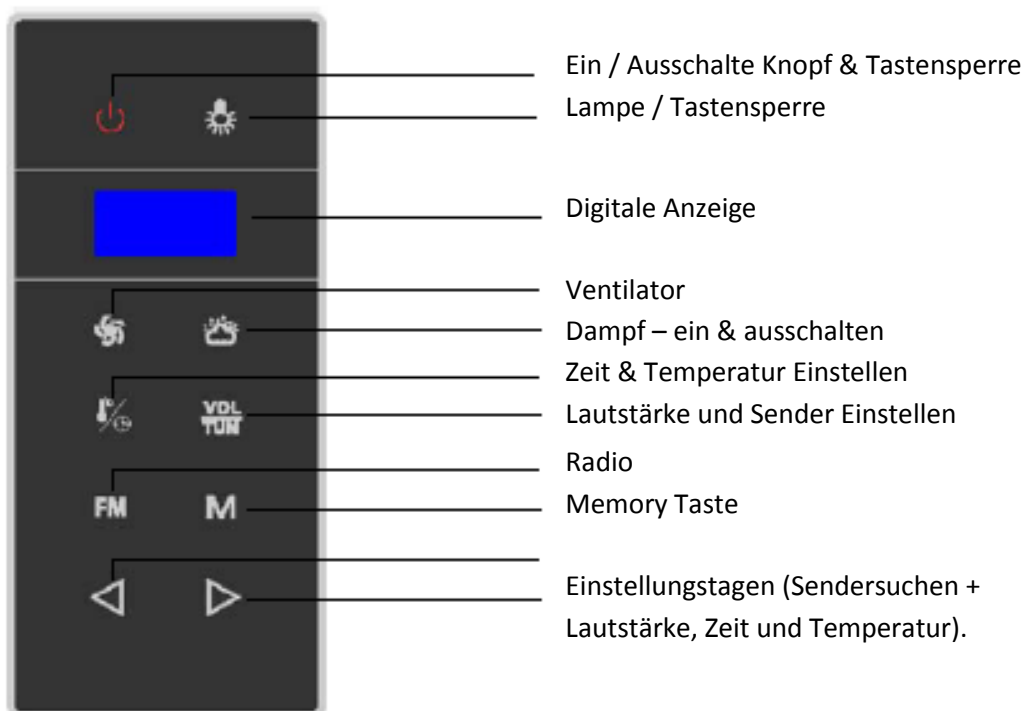 Ein / Ausschalte Knopf & Tastensperre
Lampe / Tastensperre
Digitale Anzeige
Ventilator
Dampf – ein & ausschalten
Zeit & Temperatur Einstellen
VOL
TUN
Lautstärke und Sender Einstellen
Radio
FM
M
Memory Taste
Einstellungstagen (Sendersuchen +
Lautstärke, Zeit und Temperatur).